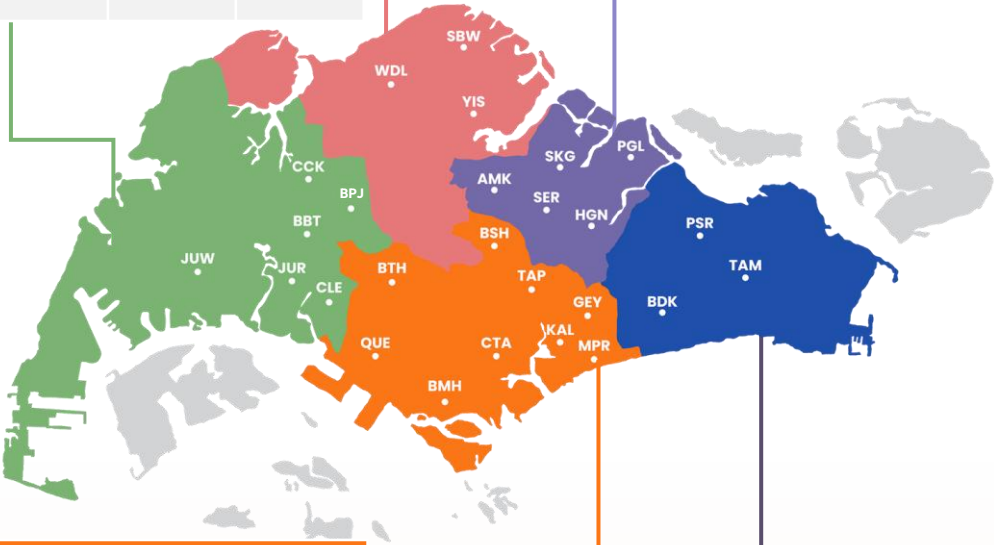 SBW
WDL
YIS
SKG
PGL
CCK
AMK
BPJ
SER
HGN
BBT
BSH
PSR
JUW
JUR
BTH
TAP
TAM
CLE
GEY
BDK
KAL
QUE
CTA
MPR
BMH